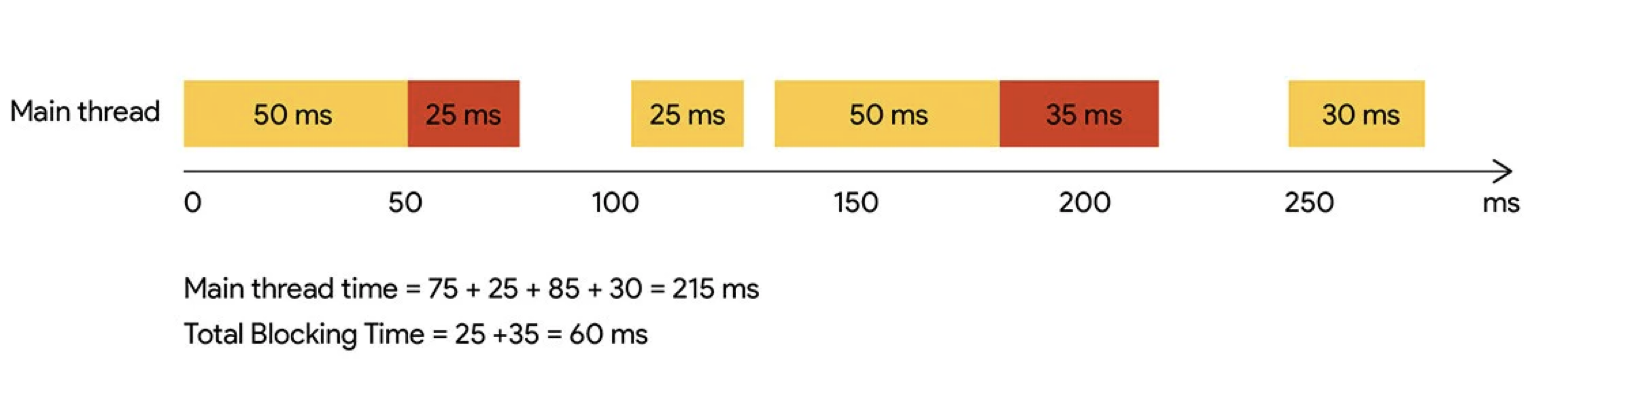 Main thread 50 ms 25 ms 25 ms 50 ms 35 ms 30 ms
0 50 100 150 200 250 ms
Main thread time = 75 + 25 + 85 + 30 = 215 ms
Total Blocking Time = 25 +35 = 60 ms